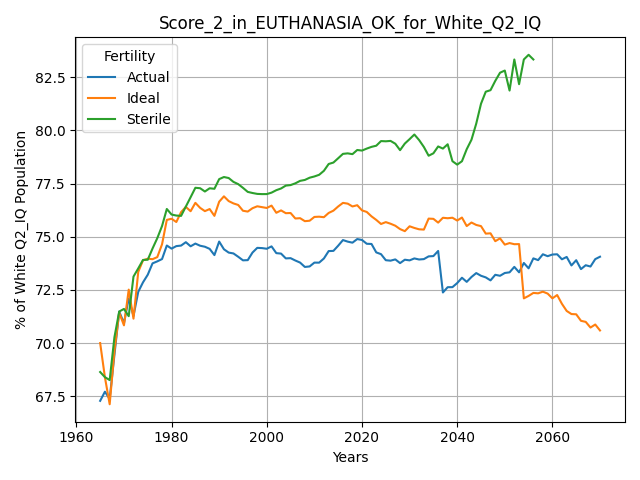 Score_2_in_EUTHANASIA_OK_for_White_Q2_IQ
Fertility
Actual
Ideal
Sterile
% of White Q2_IQ Population
82.5
80.0
77.5
75.0
72.5
70.0
67.5
1960
1980
2000
2020
2040
2060
Years